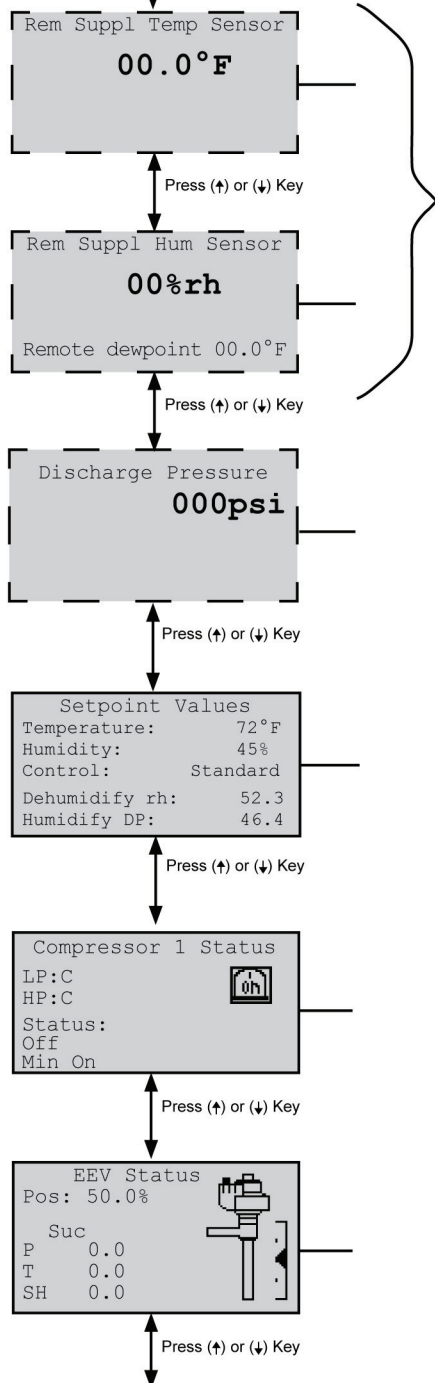 Rem Suppl Temp Sensor
00.0°F
Press (↑) or (↓) Key
Rem Suppl Hum Sensor
00%rh
Remote dewpoint 00.0°F
Press (↑) or (↓) Key
Discharge Pressure
000psi
Press (↑) or (↓) Key
Setpoint Values
Temperature: 72°F
Humidity: 45%
Control: Standard
Dehumidify rh: 52.3
Humidify DP: 46.4
Press (↑) or (↓) Key
Compressor 1 Status
LP:C
HP:C
0h
Status:
Off
Min On
Press (↑) or (↓) Key
EEV Status
Pos: 50.0%
Suc
P 0.0
T 0.0
SH 0.0
Press (↑) or (↓) Key